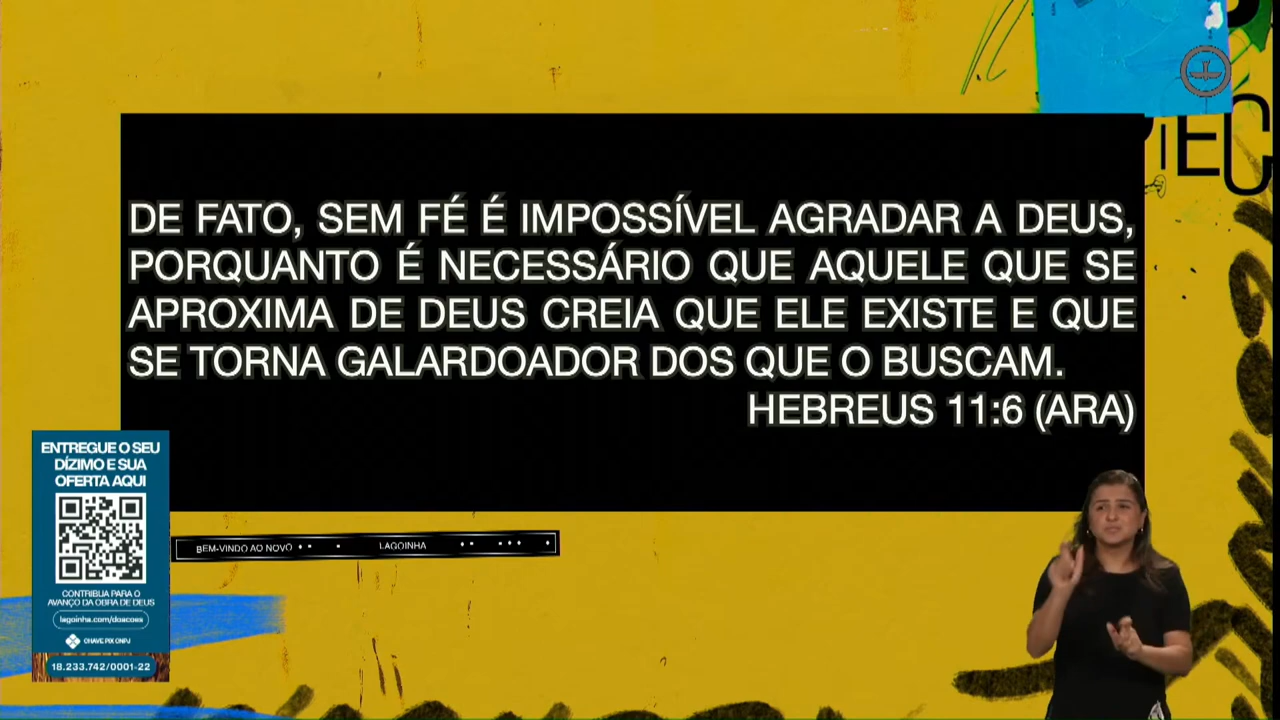 DE FATO, SEM FÉ É IMPOSSÍVEL AGRADAR A DEUS,
PORQUANTO É NECESSÁRIO QUE AQUELE QUE SE
APROXIMA DE DEUS CREIA QUE ELE EXISTE E QUE
SE TORNA GALARDOADOR DOS QUE O BUSCAM.
HEBREUS 11:6 (ARA)
ENTREGUE O SEU
DÍZIMO E SUA
OFERTA AQUI
CONTRIBUA PARA O
AVANÇO DA OBRA DE DEUS
lagoinha.com/doacoes
CHAVE PIX CNPJ
18.233.742/0001-22
BEM-VINDO AO NOVO
LAGOINHA